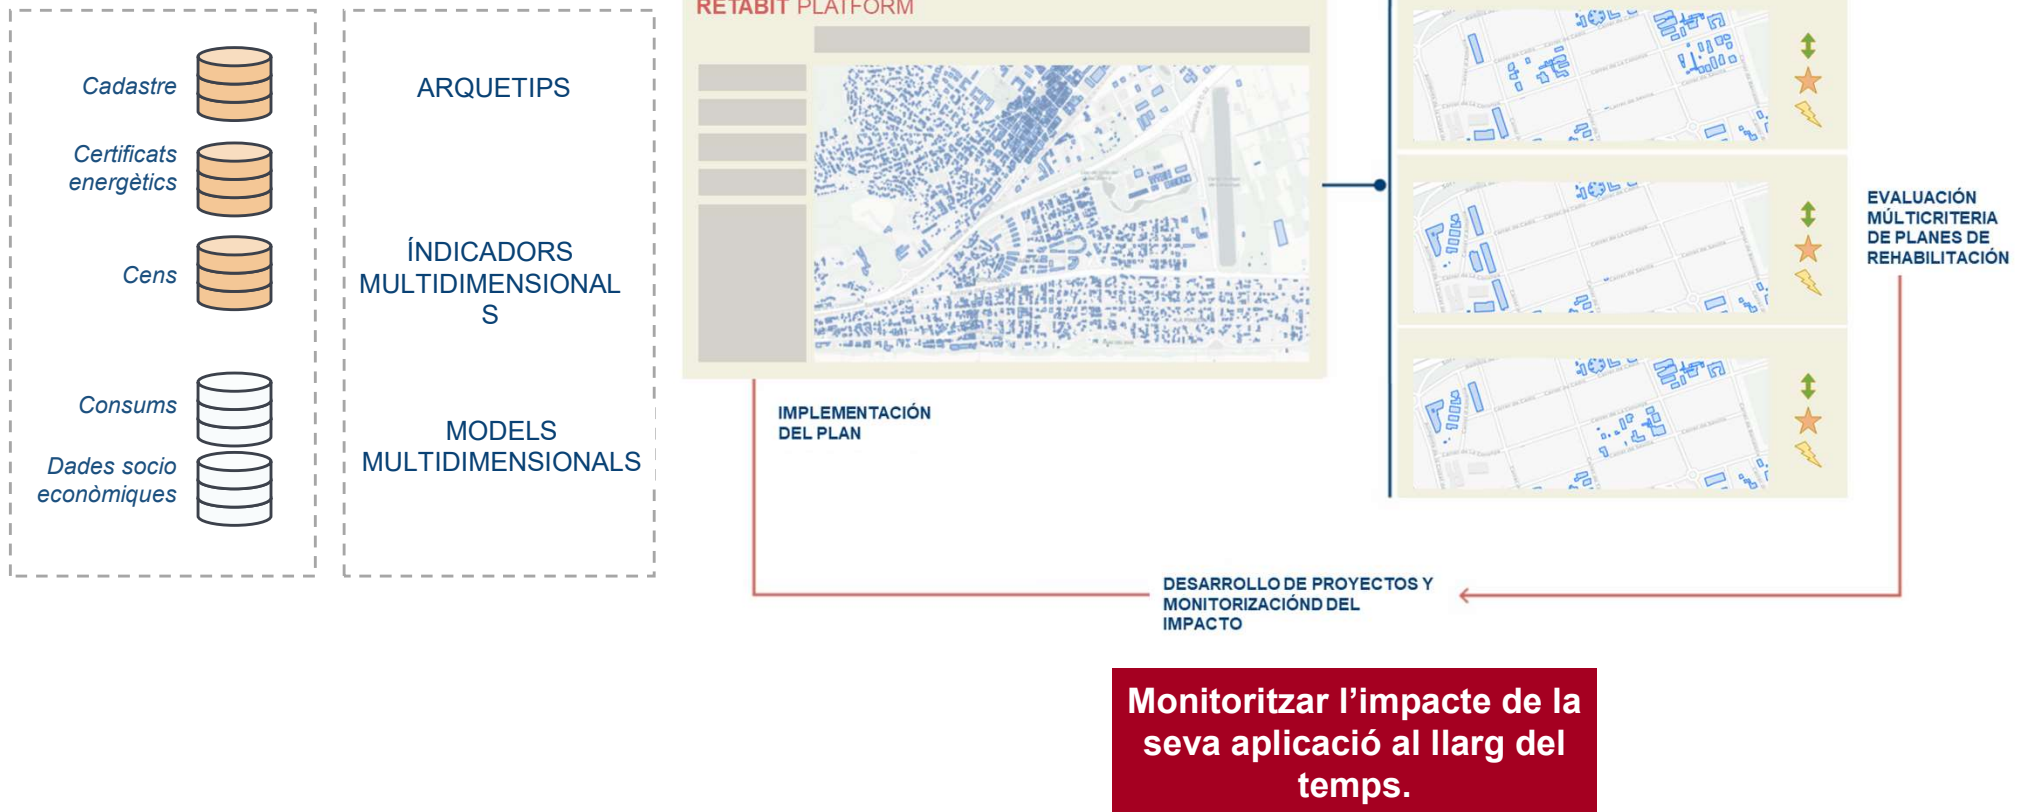 Cadastre
Certificats
energètics
Cens
Consums
Dades socio
econòmiques
ARQUETIPS
ÍNDICADORS
MULTIDIMENSIONAL
S
MODELS
MULTIDIMENSIONALS
RETABIT PLATFORM
IMPLEMENTACIÓN
DEL PLAN
EVALUACIÓN
MÚLTICRITERIA
DE PLANES DE
REHABILITACIÓN
DESARROLLO DE PROYECTOS Y
MONITORIZACIÓND DEL
IMPACTO
Monitoritzar l’impacte de la
seva aplicació al llarg del
temps.